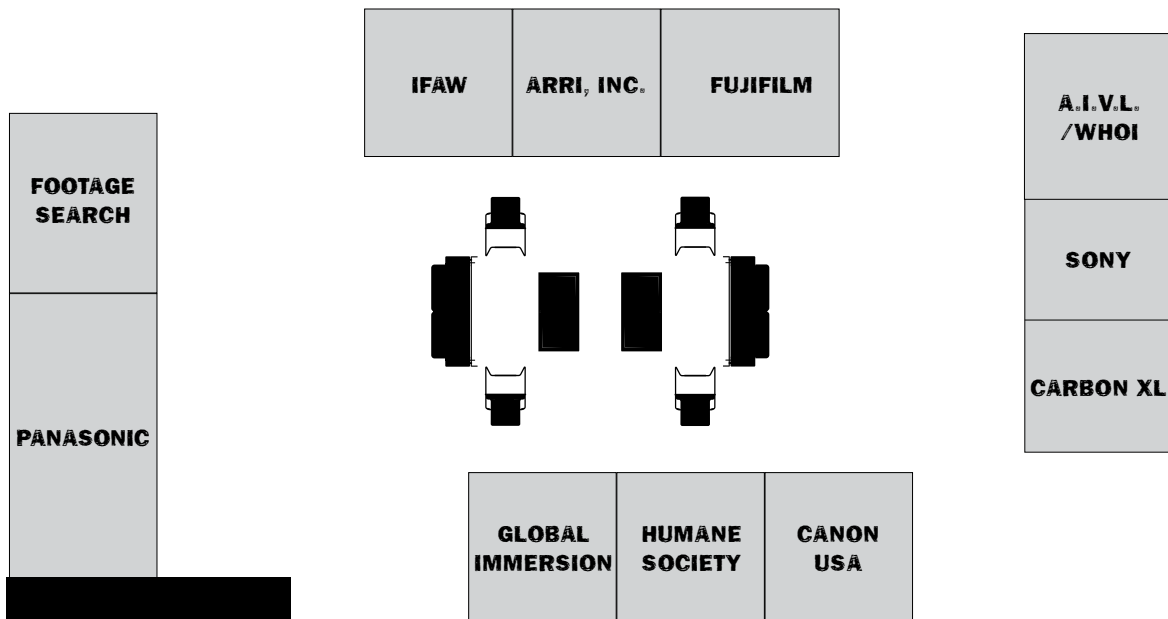 IFAW
ARRI, INC.
FUJIFILM
A.I.V.L.
/WHOI
FOOTAGE
SEARCH
SONY
CARBON XL
PANASONIC
GLOBAL
IMMERSION
HUMANE
SOCIETY
CANON
USA